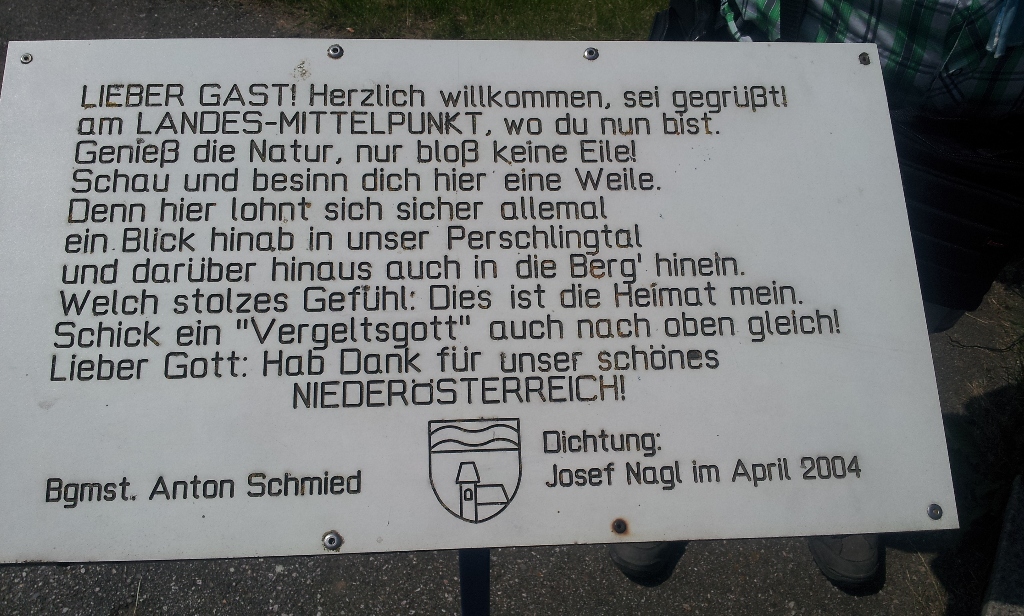 LIEBER GAST! Herzlich willkommen, sei gegrüßt!
am LANDES-MITTELPUNKT, wo du nun bist.
Genieß die Natur, nur bloß keine Eile!
Schau und besinn dich hier eine Weile.
Denn hier lohnt sich sicher allemal
ein Blick hinab in unser Perschlingtal
und darüber hinaus auch in die Berg' hinein.
Welch stolzes Gefühl: Dies ist die Heimat mein.
Schick ein "Vergeltsgott" auch nach oben gleich!
Lieber Gott: Hab Dank für unser schönes
NIEDERÖSTERREICH!
Bgmst. Anton Schmied
Dichtung:
Josef Nagl im April 2004